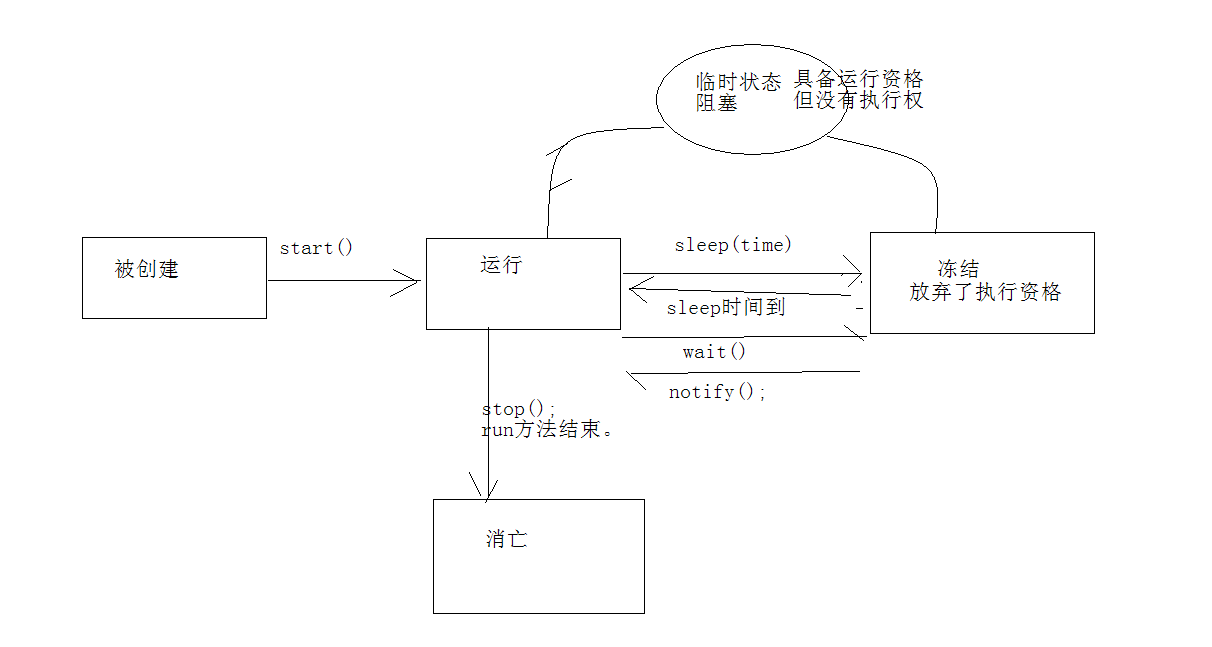 临时状态
阻塞
具备运行资格
但没有执行权
被创建
start()
运行
sleep(time)
sleep时间到
wait()
notify();
冻结
放弃了执行资格
stop();
run方法结束。
消亡